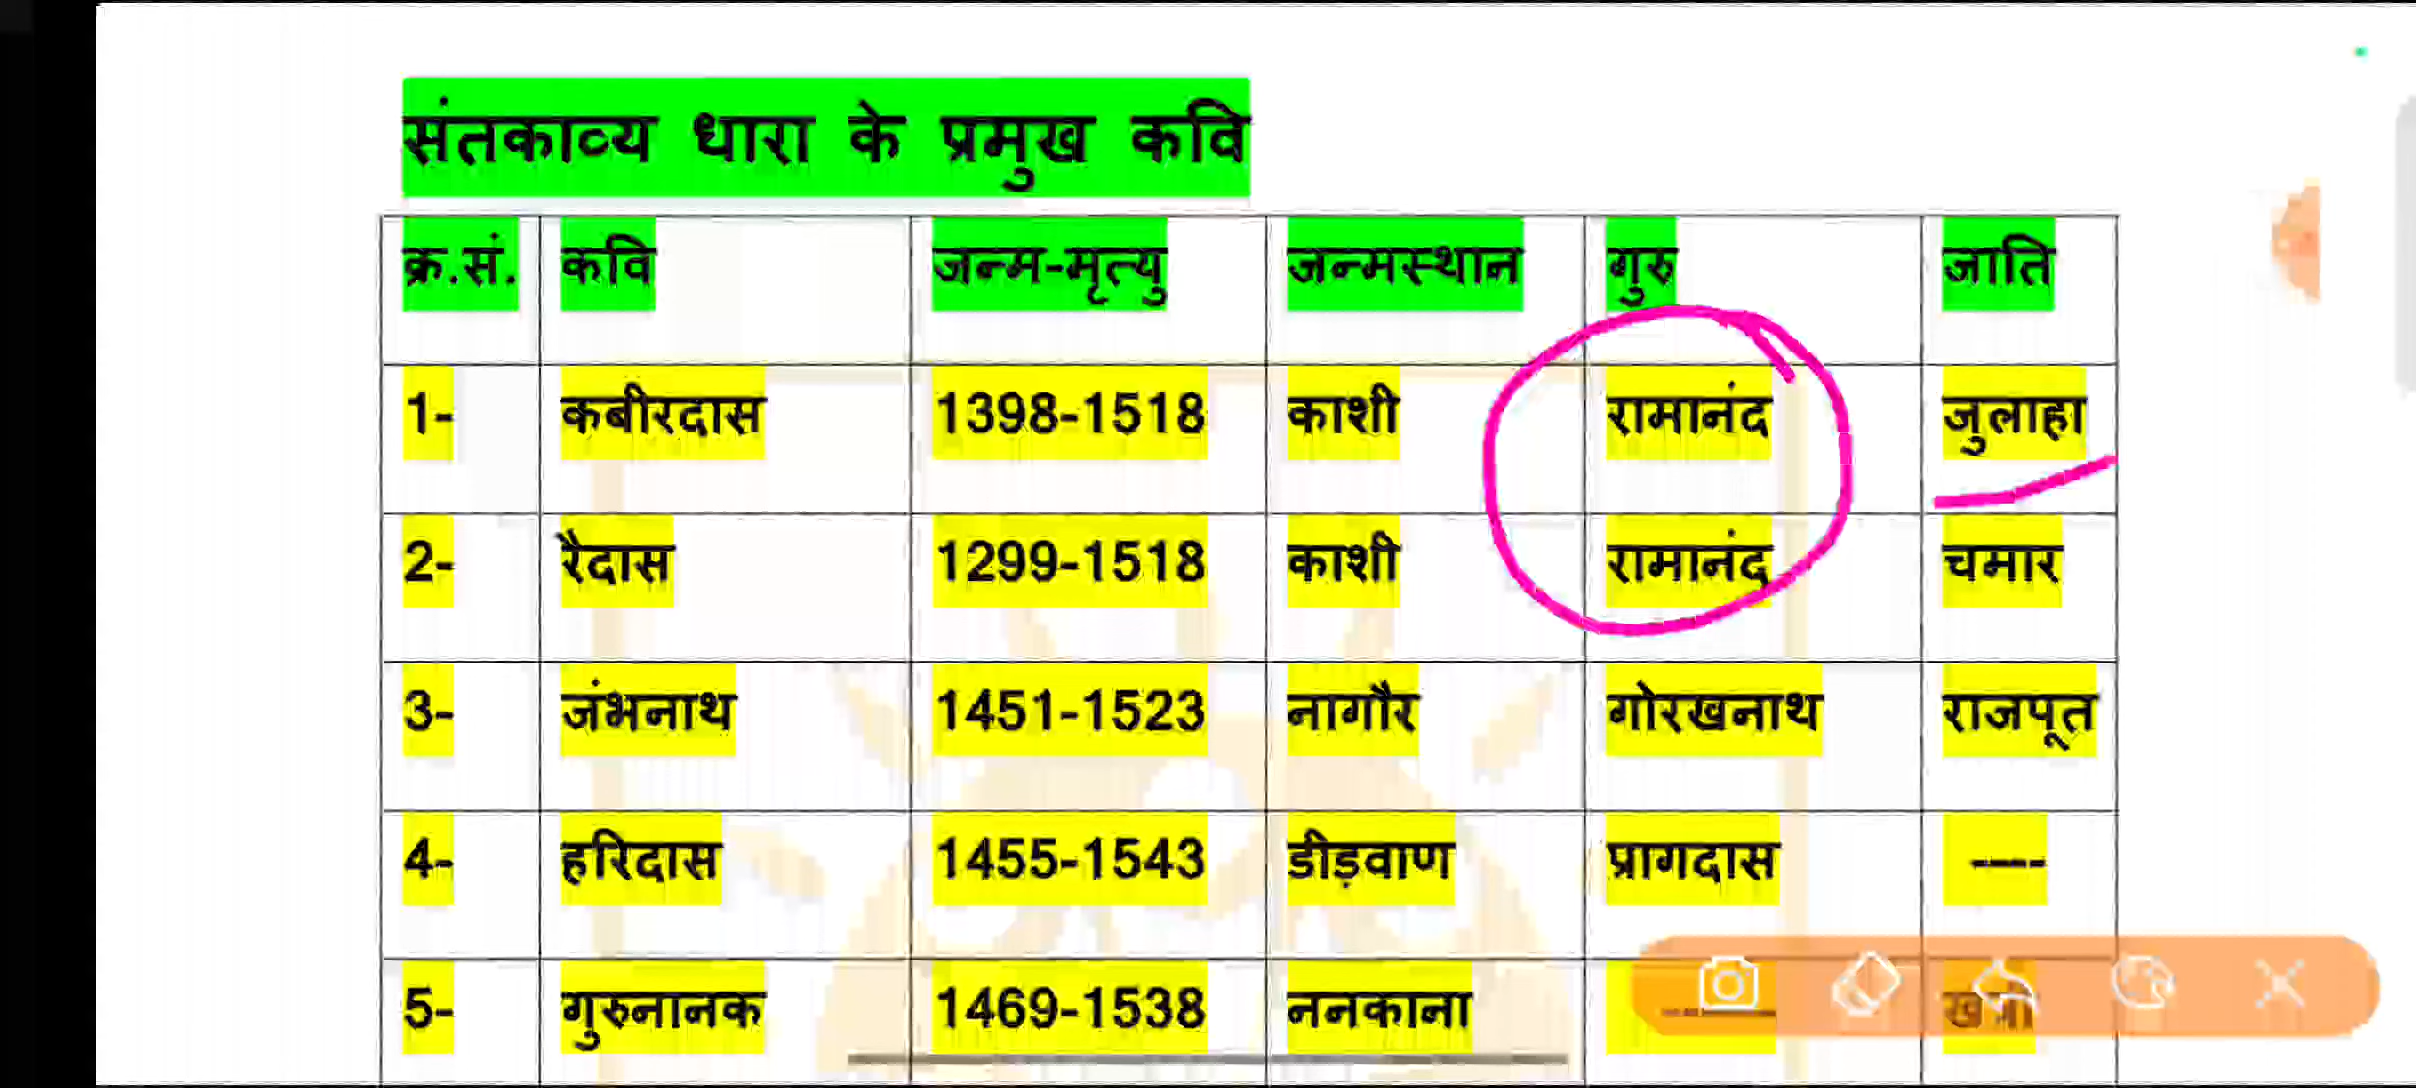 संतकाव्य धारा के प्रमुख कवि
क्र.सं. कवि जन्म-मृत्यु जन्मस्थान गुरु जाति
1- कबीरदास 1398-1518 काशी रामानंद जुलाहा
2- रैदास 1299-1518 काशी रामानंद चमार
3- जंभनाथ 1451-1523 नागौर गोरखनाथ राजपूत
4- हरिदास 1455-1543 डीड़वाण प्रागदास ----
5- गुरुनानक 1469-1538 ननकाना ----